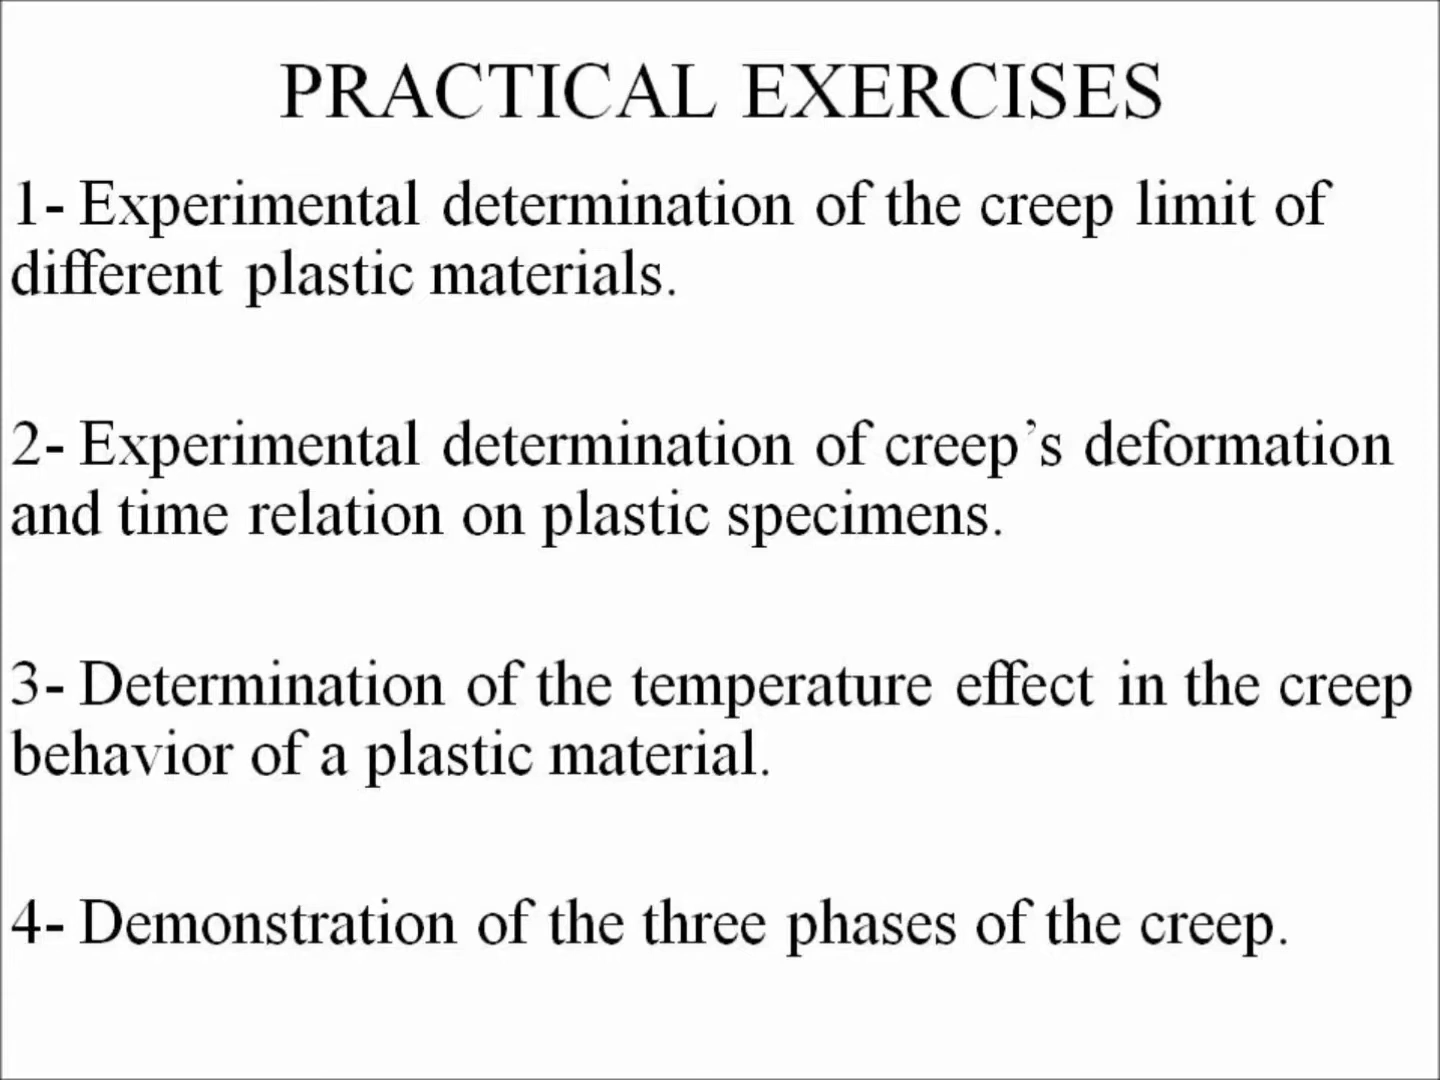 PRACTICAL EXERCISES
1- Experimental determination of the creep limit of
different plastic materials.
2- Experimental determination of creep’s deformation
and time relation on plastic specimens.
3- Determination of the temperature effect in the creep
behavior of a plastic material.
4- Demonstration of the three phases of the creep.